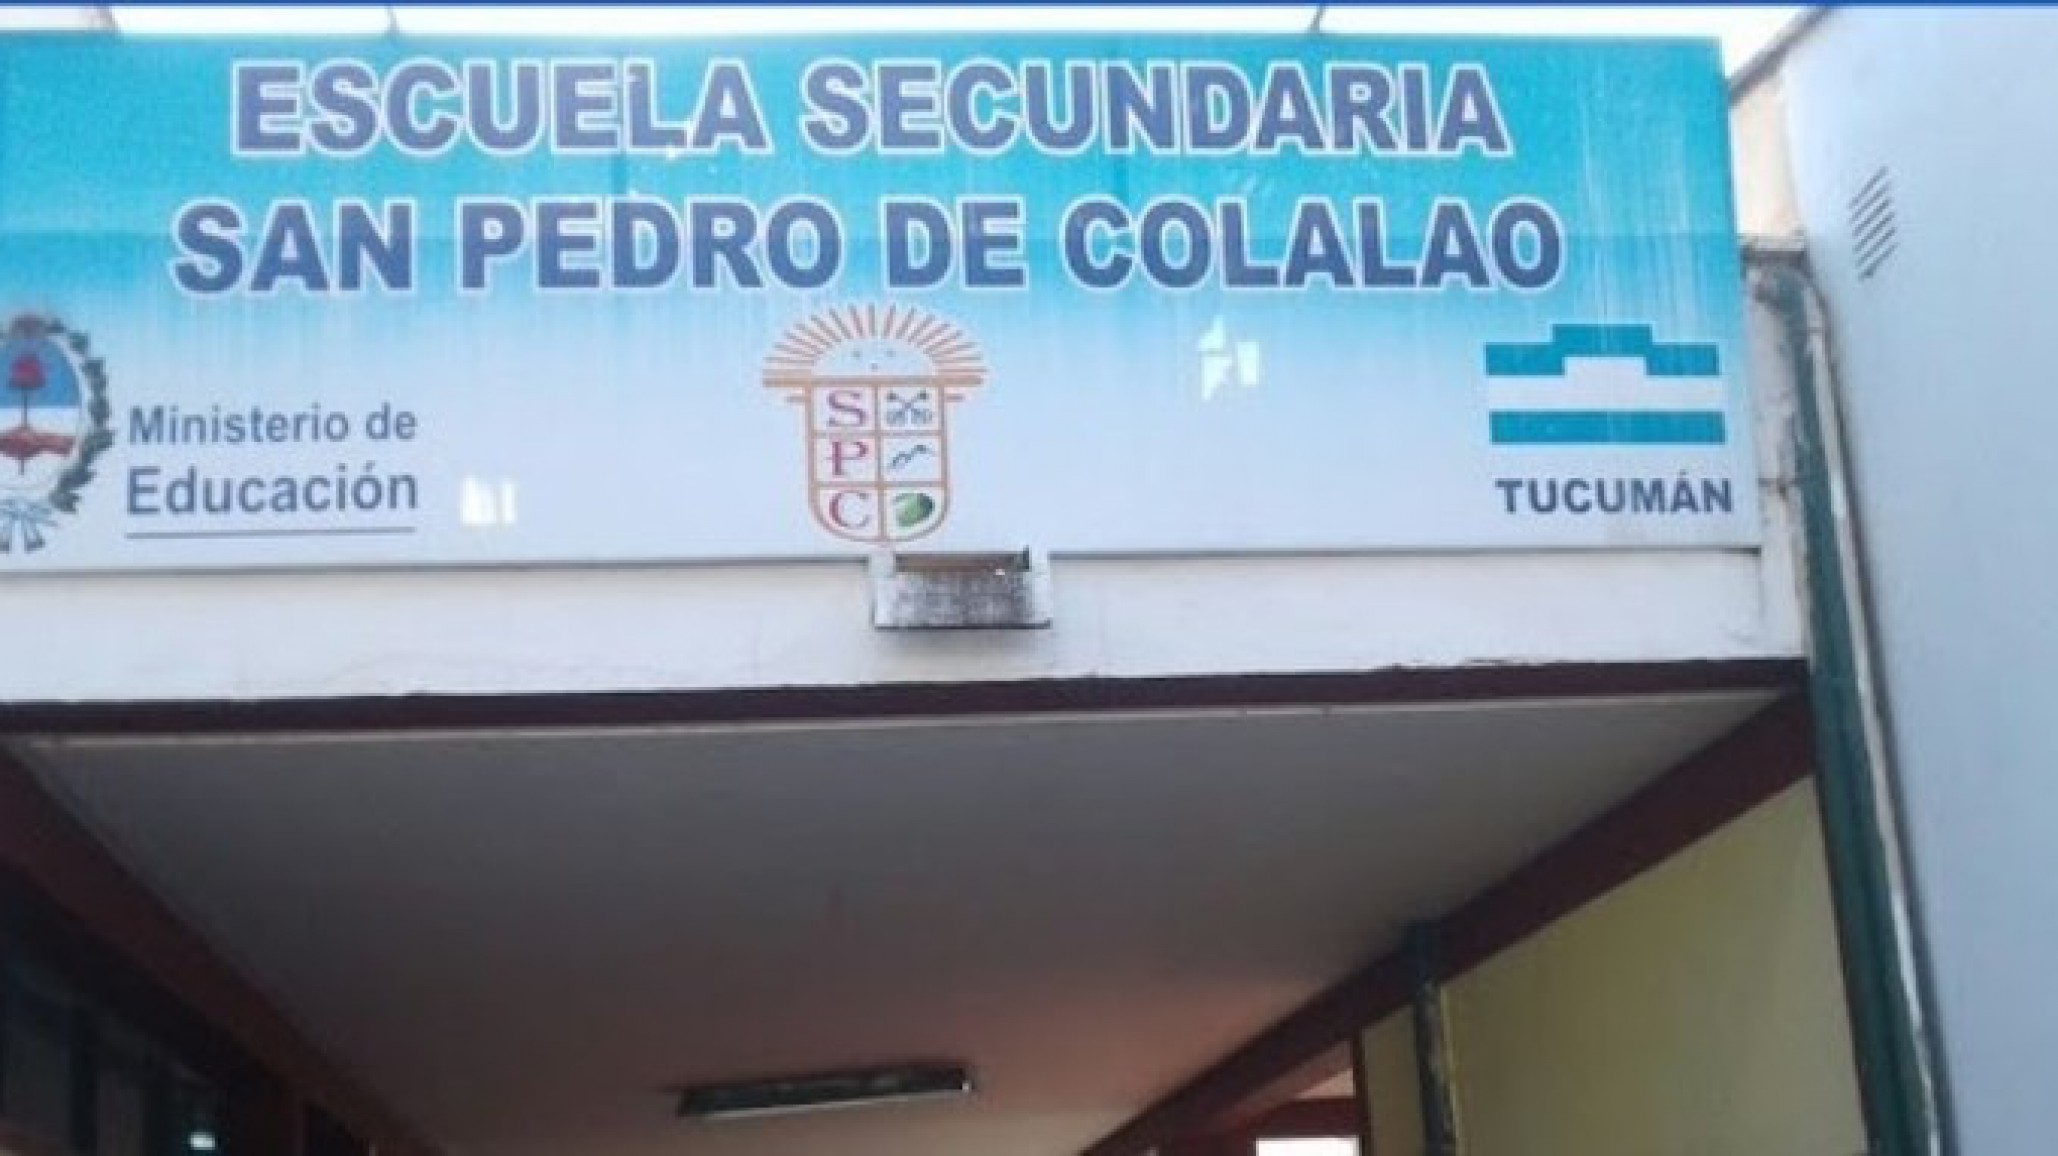 ESCUELA SECUNDARIA
SAN PEDRO DE COLALAO
Ministerio de
Educación
S
P
C
TUCUMÁN